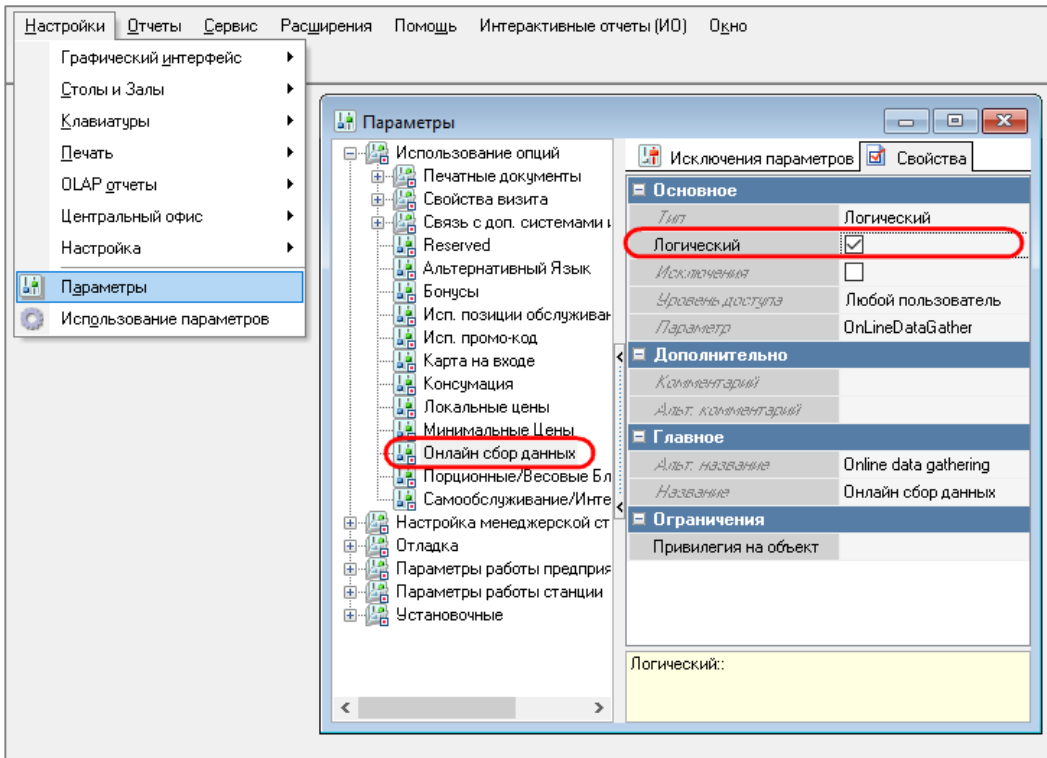 Настройки Отчеты Сервис Расширения Помощь Интерактивные отчеты (ИО) Окно
Графический интерфейс
Столы и Залы
Клавиатуры
Печать
OLAP отчеты
Центральный офис
Настройка
Параметры
Использование параметров
Параметры
Использование опций
Печатные документы
Свойства визита
Связь с доп. системами и
Reserved
Альтернативный Язык
Бонусы
Исп. позиции обслуживан
Исп. промо-код
Карта на входе
Консумация
Локальные цены
Минимальные Цены
Онлайн сбор данных
Порционные/Весовые Бл
Самообслуживание/Инте
Настройка менеджерской ст
Отладка
Параметры работы предприя
Параметры работы станции
Установочные
Исключения параметров Свойства
Основное
Тип Логический
Логический
Исключения
Уровень доступа Любой пользователь
Параметр OnLineDataGather
Дополнительно
Комментарий
Альт. комментарий
Главное
Альт. название Online data gathering
Название Онлайн сбор данных
Ограничения
Привилегия на объект
Логический::